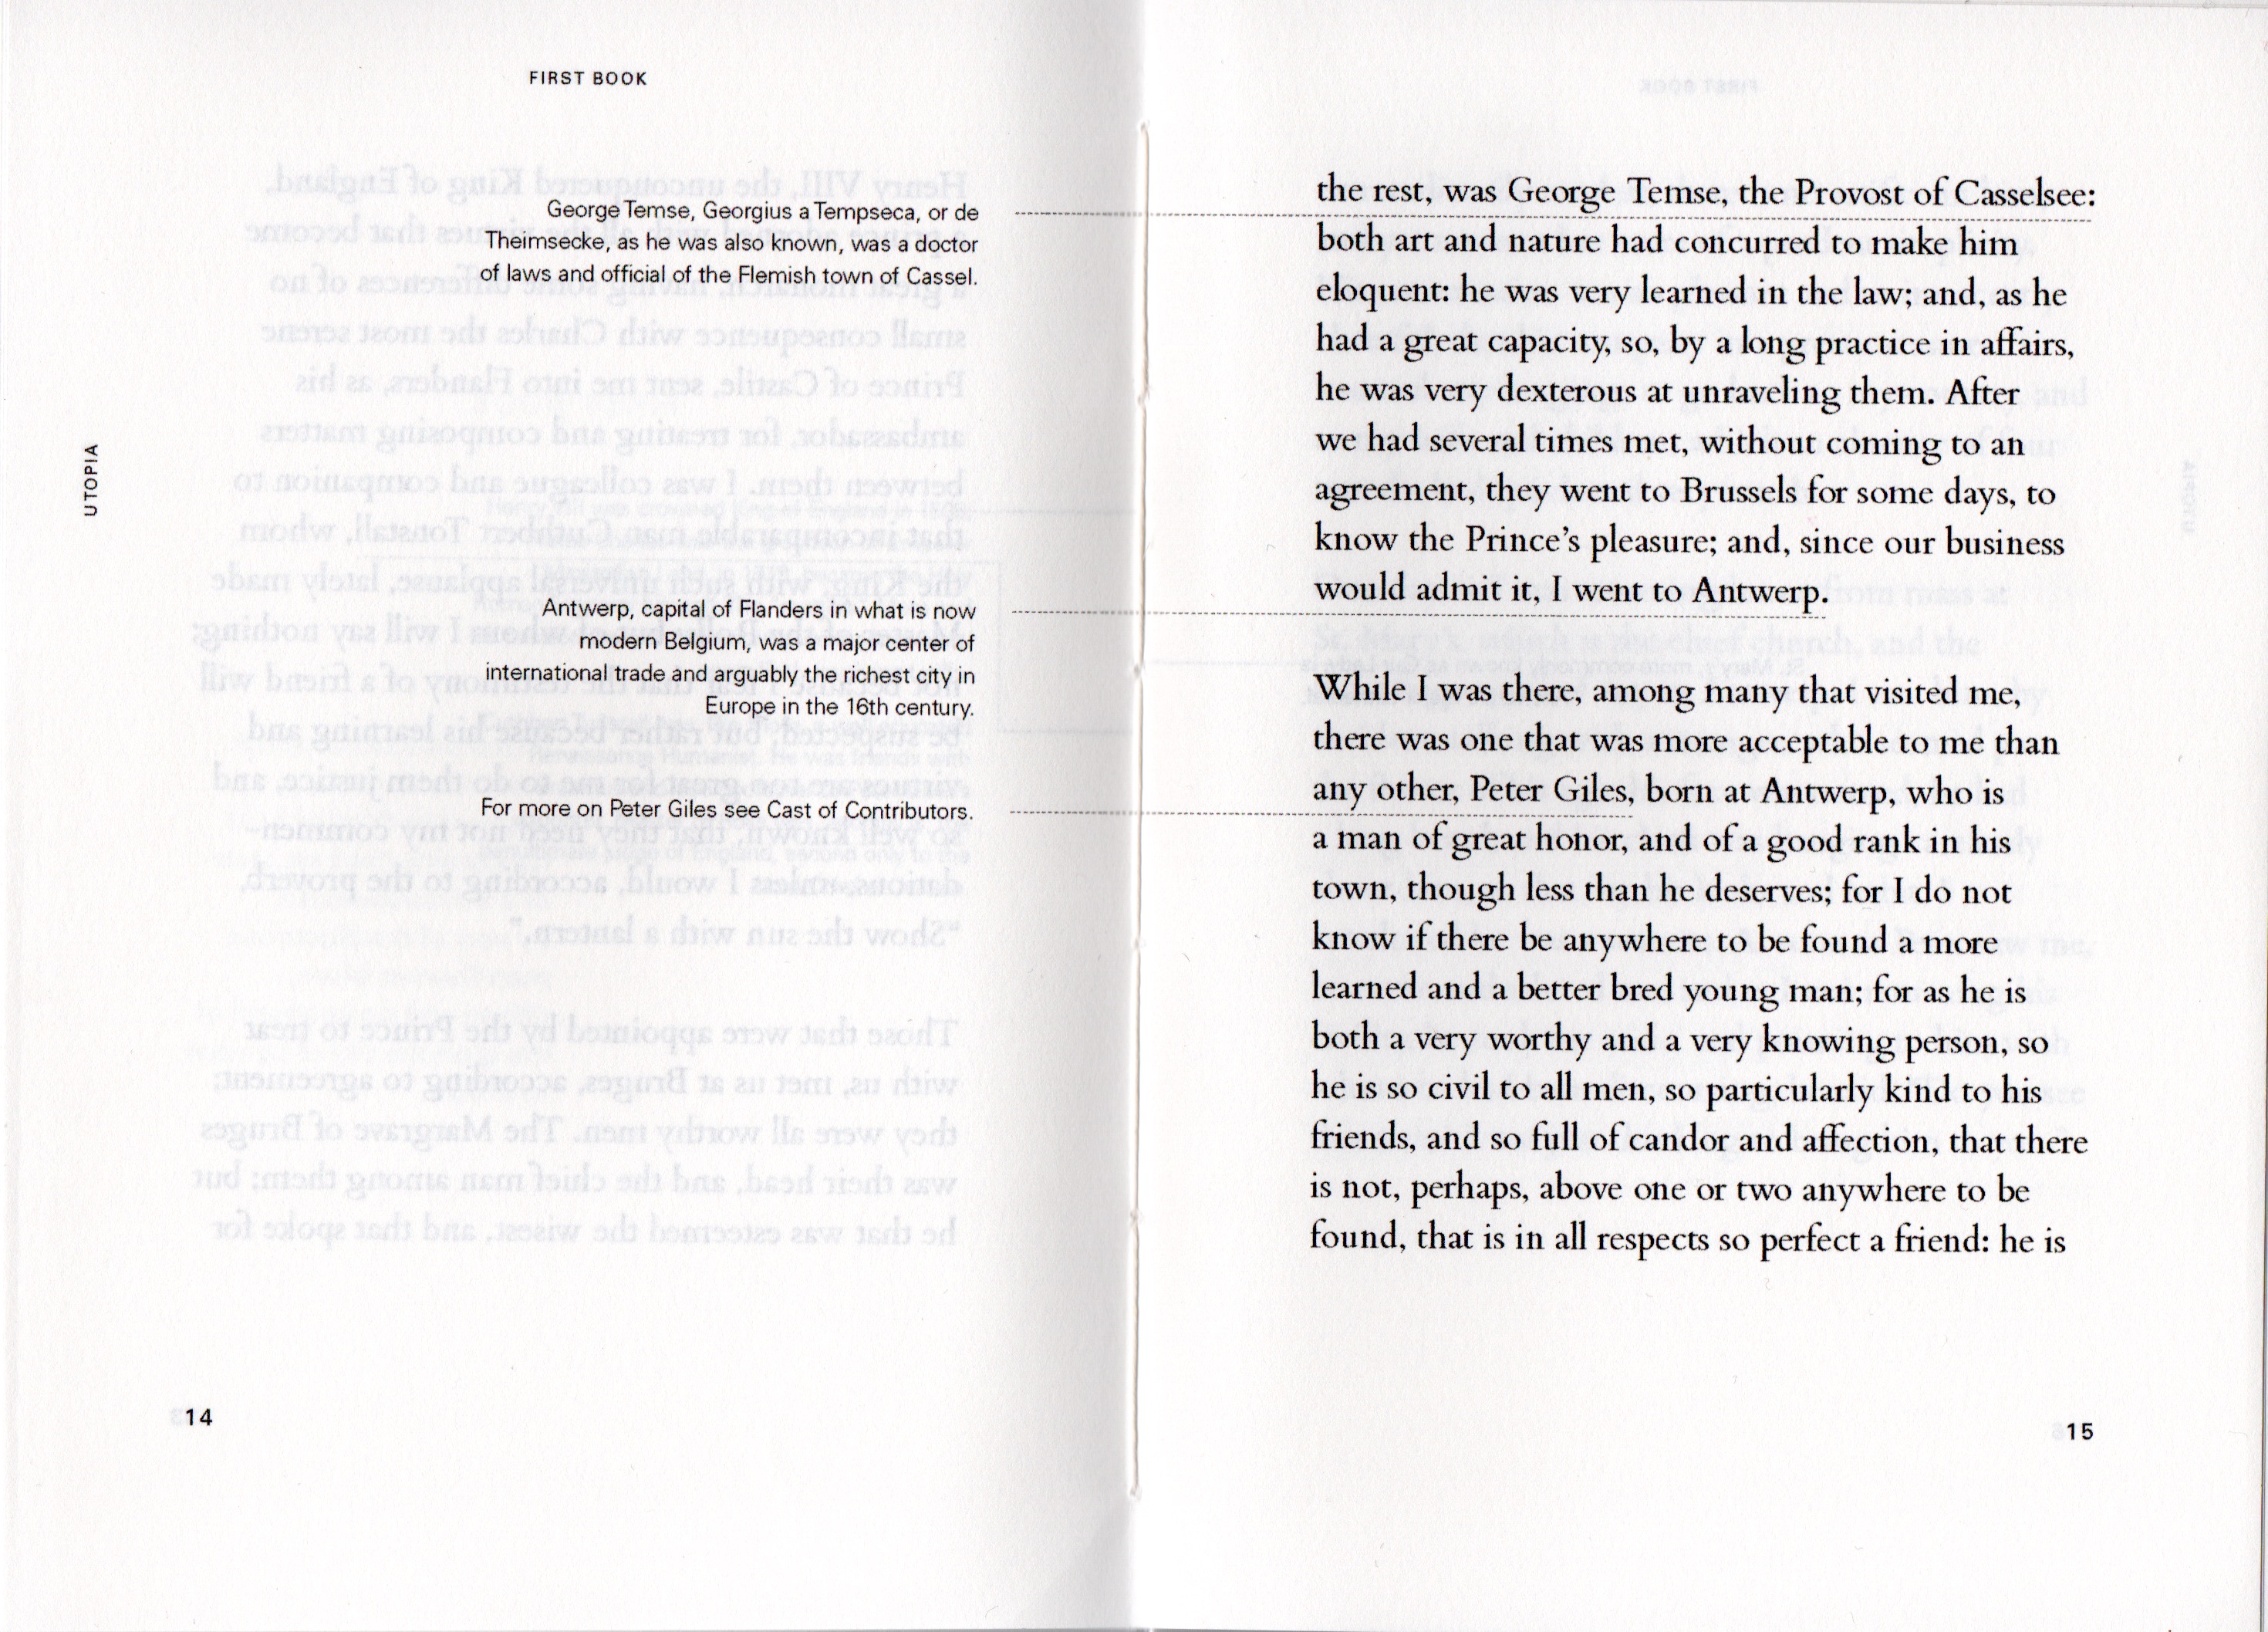 FIRST BOOK
UTOPIA
George Temse, Georgius a Tempseca, or de
Theimsecke, as he was also known, was a doctor
of laws and official of the Flemish town of Cassel.
Antwerp, capital of Flanders in what is now
modern Belgium, was a major center of
international trade and arguably the richest city in
Europe in the 16th century.
For more on Peter Giles see Cast of Contributors.
14
the rest, was George Temse, the Provost of Casselsee:
both art and nature had concurred to make him
eloquent: he was very learned in the law; and, as he
had a great capacity, so, by a long practice in affairs,
he was very dexterous at unraveling them. After
we had several times met, without coming to an
agreement, they went to Brussels for some days, to
know the Prince's pleasure; and, since our business
would admit it, I went to Antwerp.
While I was there, among many that visited me,
there was one that was more acceptable to me than
any other, Peter Giles, born at Antwerp, who is
a man of great honor, and of a good rank in his
town, though less than he deserves; for I do not
know if there be anywhere to be found a more
learned and a better bred young man; for as he is
both a very worthy and a very knowing person, so
he is so civil to all men, so particularly kind to his
friends, and so full of candor and affection, that there
is not, perhaps, above one or two anywhere to be
found, that is in all respects so perfect a friend: he is
15